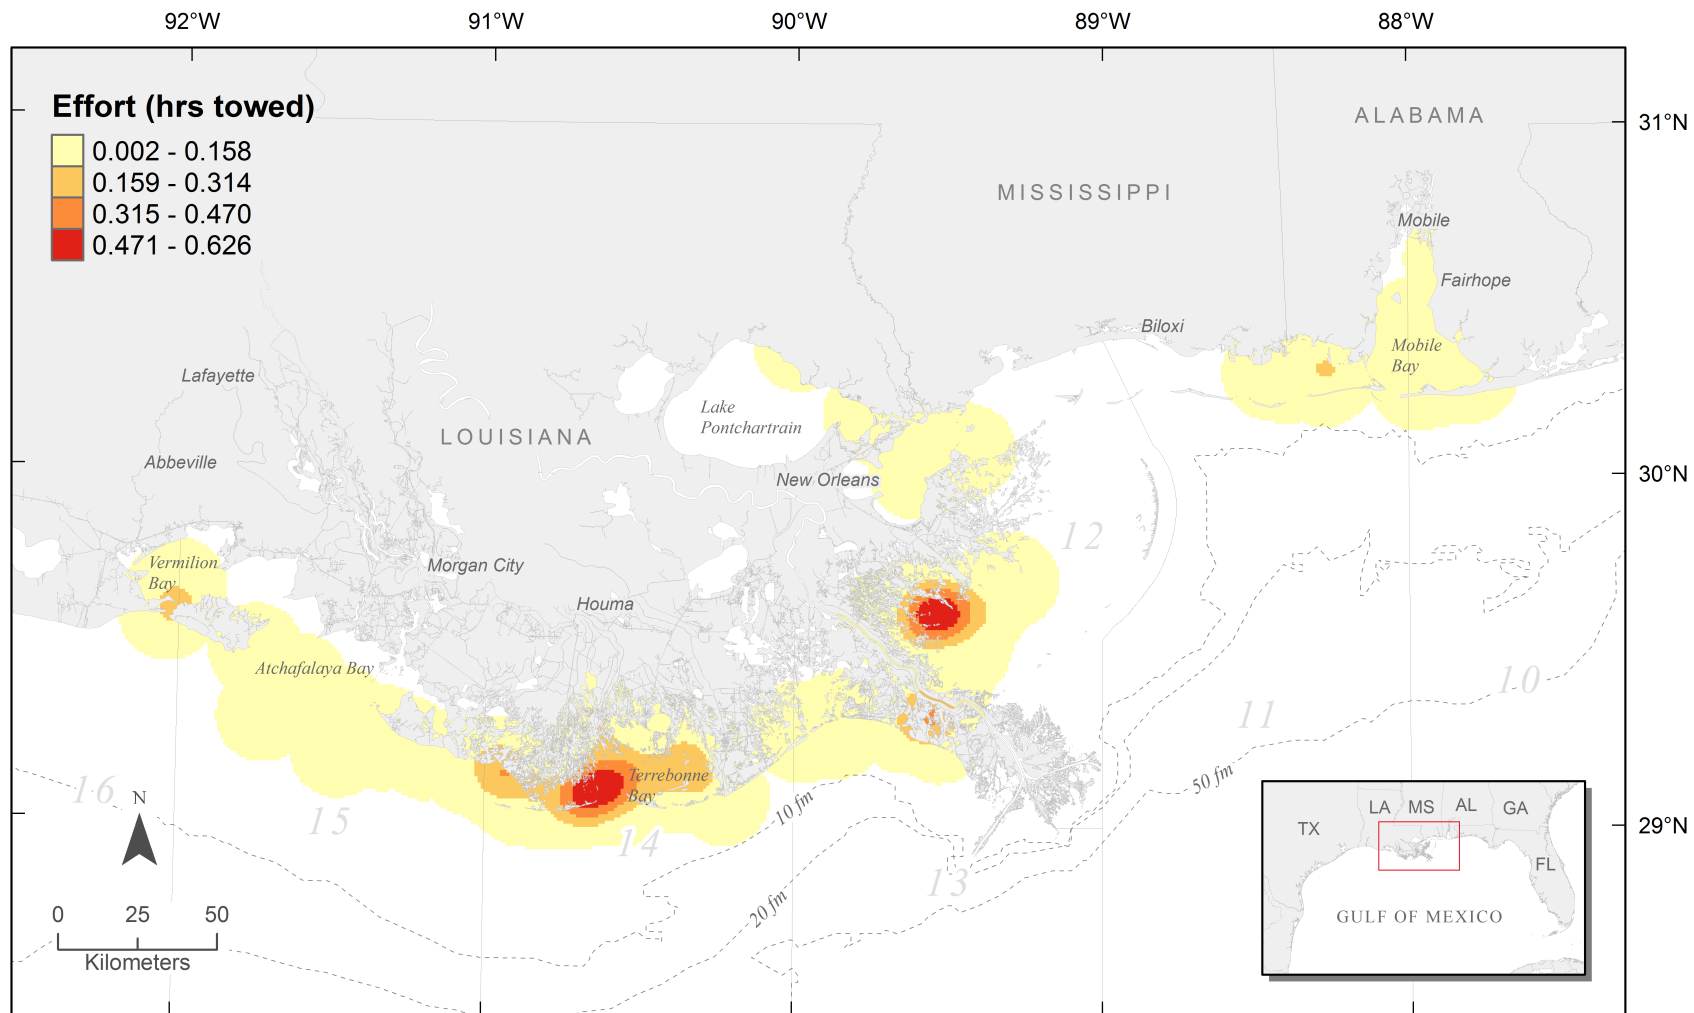 92°W
91°W
90°W
89°W
88°W
Effort (hrs towed)
0.002 - 0.158
0.159 - 0.314
0.315 - 0.470
0.471 - 0.626
ALABAMA
31°N
MISSISSIPPI
Mobile
Fairhope
Biloxi
Mobile
Bay
Lafayette
Lake
Pontchartrain
LOUISIANA
Abbeville
New Orleans
30°N
12
Vermilion
Bay
Morgan City
Houma
Atchafalaya Bay
10
11
Terrebonne
Bay
50 fm
16
N
10 fm
15
14
13
20 fm
29°N
0 25 50
Kilometers
LA MS AL GA
TX
FL
GULF OF MEXICO